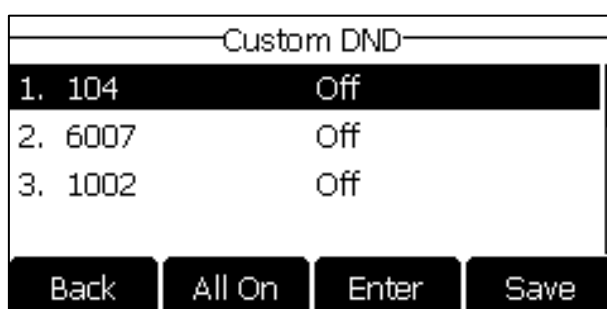 Custom DND
1. 104 Off
2. 6007 Off
3. 1002 Off
Back All On Enter Save